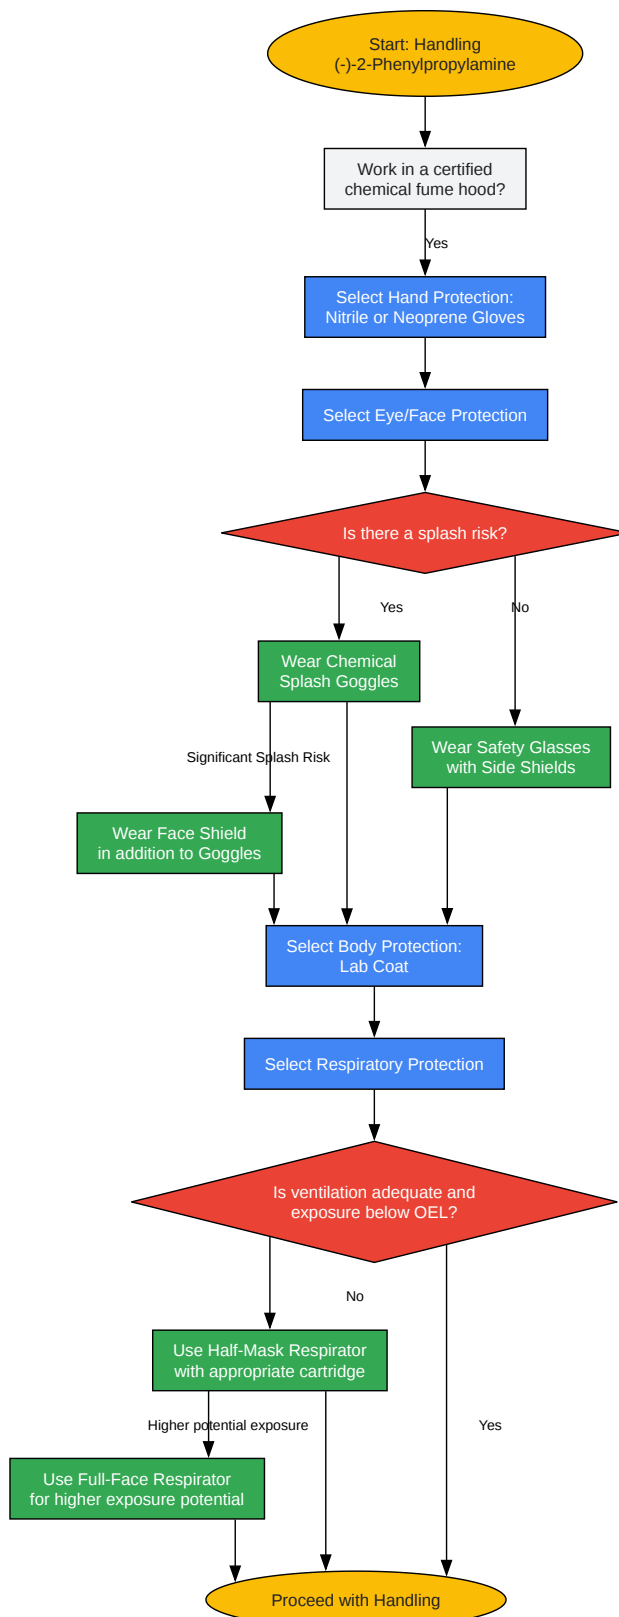 Start: Handling
(-)-2-Phenylpropylamine
Work in a certified
chemical fume hood?
Yes
Select Hand Protection:
Nitrile or Neoprene Gloves
Select Eye/Face Protection
Is there a splash risk?
Yes
No
Wear Chemical
Splash Goggles
Wear Safety Glasses
with Side Shields
Significant Splash Risk
Wear Face Shield
in addition to Goggles
Select Body Protection:
Lab Coat
Select Respiratory Protection
Is ventilation adequate and
exposure below OEL?
No
Use Half-Mask Respirator
with appropriate cartridge
Higher potential exposure
Yes
Use Full-Face Respirator
for higher exposure potential
Proceed with Handling